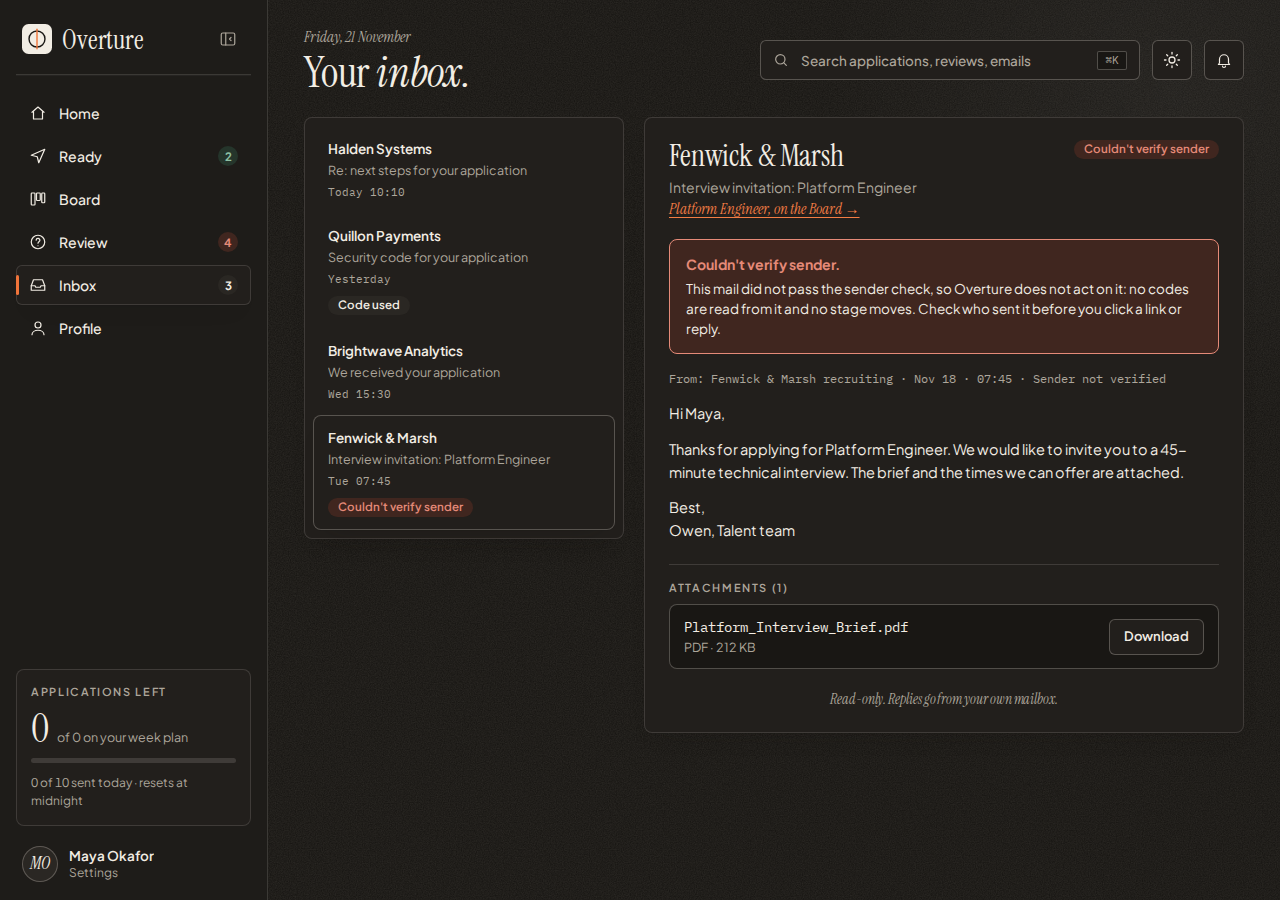 Overture
Home
Ready 2
Board
Review 4
Inbox 3
Profile
APPLICATIONS LEFT
0 of 0 on your week plan
0 of 10 sent today · resets at
midnight
MO
Maya Okafor
Settings
Friday, 21 November
Your inbox.
Search applications, reviews, emails ⌘K
Halden Systems
Re: next steps for your application
Today 10:10
Quillon Payments
Security code for your application
Yesterday
Code used
Brightwave Analytics
We received your application
Wed 15:30
Fenwick & Marsh
Interview invitation: Platform Engineer
Tue 07:45
Couldn't verify sender
Fenwick & Marsh
Couldn't verify sender
Interview invitation: Platform Engineer
Platform Engineer, on the Board →
Couldn't verify sender.
This mail did not pass the sender check, so Overture does not act on it: no codes
are read from it and no stage moves. Check who sent it before you click a link or
reply.
From: Fenwick & Marsh recruiting · Nov 18 · 07:45 · Sender not verified
Hi Maya,
Thanks for applying for Platform Engineer. We would like to invite you to a 45-
minute technical interview. The brief and the times we can offer are attached.
Best,
Owen, Talent team
ATTACHMENTS (1)
Platform_Interview_Brief.pdf
PDF · 212 KB
Download
Read-only. Replies go from your own mailbox.